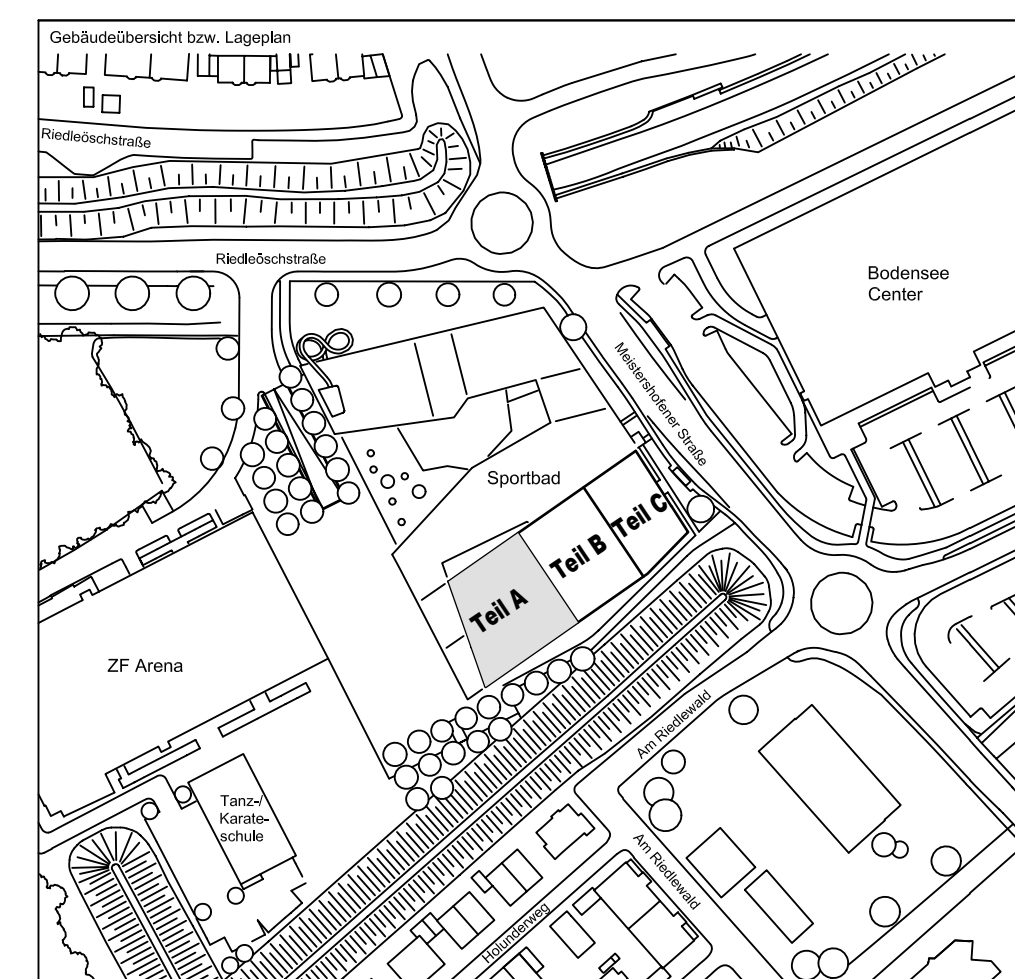 Gebäudeübersicht bzw. Lageplan
Riedleöschstraße
Riedleöschstraße
Bodensee
Center
Meistershofener Straße
Sportbad
Teil C
Teil B
Teil A
ZF Arena
Am Riedlewald
Tanz-/
Karate-
schule
Am Riedlewald
Holunderweg